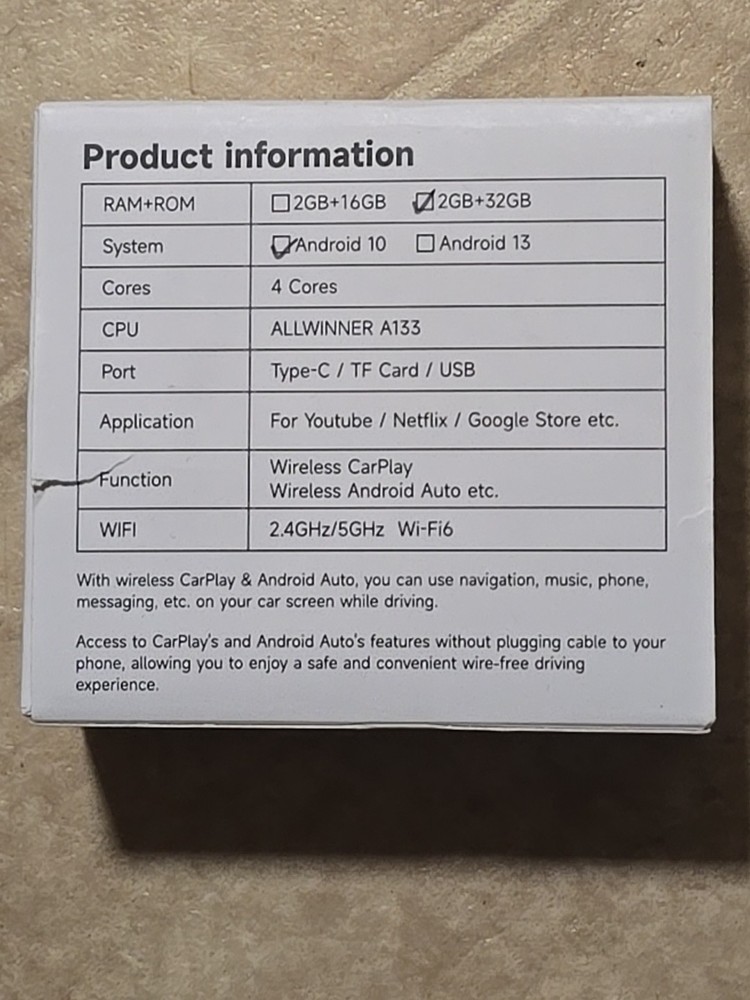 Product information
RAM+ROM ☐2GB+16GB ☑2GB+32GB
System ☑Android 10 ☐Android 13
Cores 4 Cores
CPU ALLWINNER A133
Port Type-C / TF Card / USB
Application For Youtube / Netflix / Google Store etc.
Function Wireless CarPlay
Wireless Android Auto etc.
WIFI 2.4GHz/5GHz Wi-Fi6
With wireless CarPlay & Android Auto, you can use navigation, music, phone,
messaging, etc. on your car screen while driving.
Access to CarPlay's and Android Auto's features without plugging cable to your
phone, allowing you to enjoy a safe and convenient wire-free driving
experience.